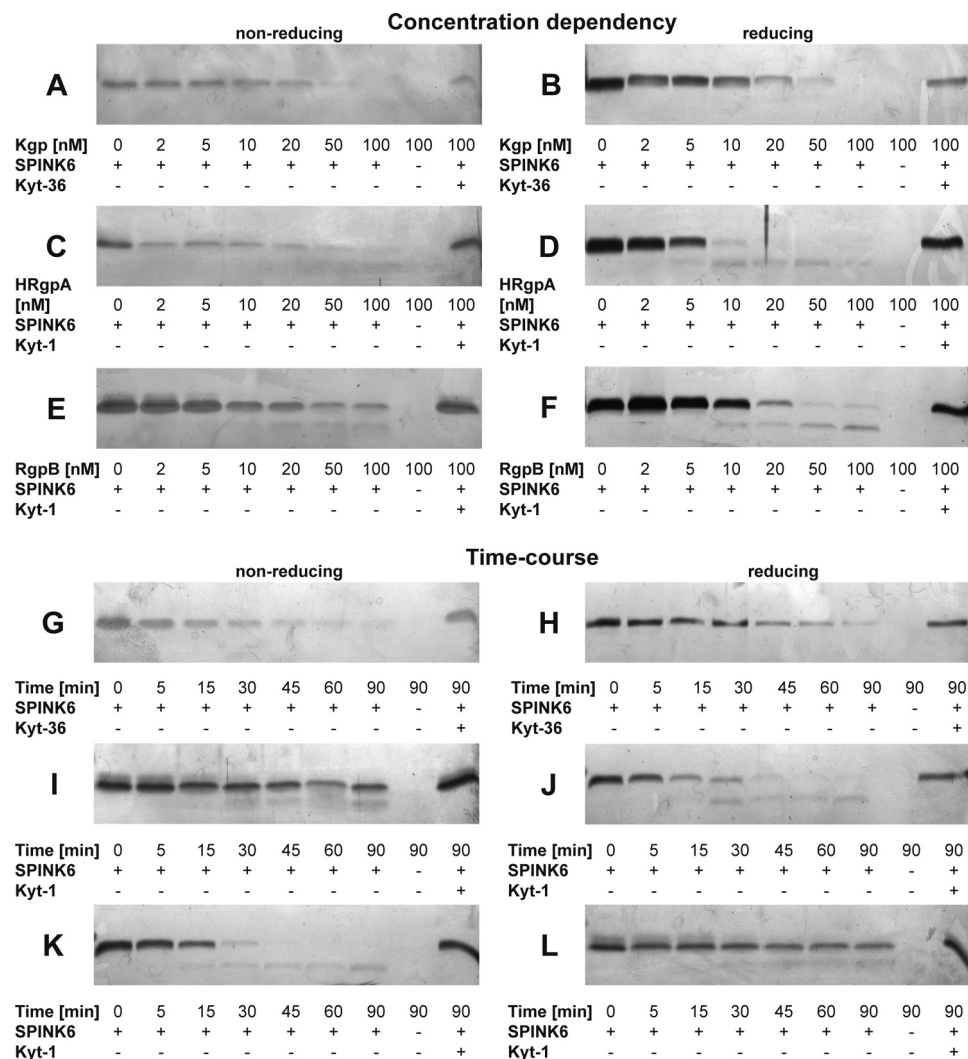 Concentration dependency
non-reducing reducing
A B
Kgp [nM] 0 2 5 10 20 50 100 100 100 Kgp [nM] 0 2 5 10 20 50 100 100 100
SPINK6 + + + + + + + - + SPINK6 + + + + + + + - +
Kyt-36 - - - - - - - - + Kyt-36 - - - - - - - - +
C D
HRgpA HRgpA
[nM] 0 2 5 10 20 50 100 100 100 [nM] 0 2 5 10 20 50 100 100 100
SPINK6 + + + + + + + - + SPINK6 + + + + + + + - +
Kyt-1 - - - - - - - - + Kyt-1 - - - - - - - - +
E F
RgpB [nM] 0 2 5 10 20 50 100 100 100 RgpB [nM] 0 2 5 10 20 50 100 100 100
SPINK6 + + + + + + + - + SPINK6 + + + + + + + - +
Kyt-1 - - - - - - - - + Kyt-1 - - - - - - - - +
Time-course
non-reducing reducing
G H
Time [min] 0 5 15 30 45 60 90 90 90 Time [min] 0 5 15 30 45 60 90 90 90
SPINK6 + + + + + + + - + SPINK6 + + + + + + + - +
Kyt-36 - - - - - - - - + Kyt-36 - - - - - - - - +
I J
Time [min] 0 5 15 30 45 60 90 90 90 Time [min] 0 5 15 30 45 60 90 90 90
SPINK6 + + + + + + + - + SPINK6 + + + + + + + - +
Kyt-1 - - - - - - - - + Kyt-1 - - - - - - - - +
K L
Time [min] 0 5 15 30 45 60 90 90 90 Time [min] 0 5 15 30 45 60 90 90 90
SPINK6 + + + + + + + - + SPINK6 + + + + + + + - +
Kyt-1 - - - - - - - - + Kyt-1 - - - - - - - - +